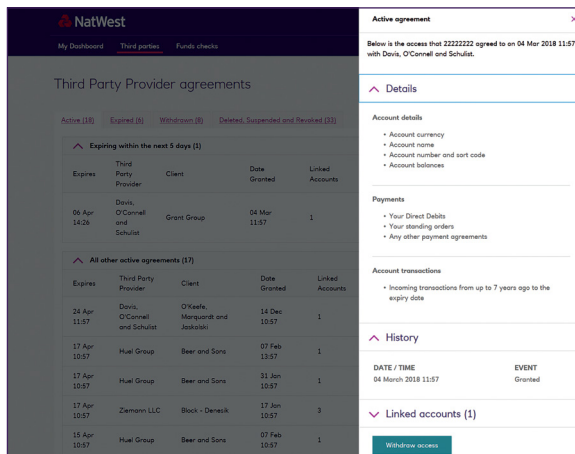 NatWest
My Dashboard Third parties Funds checks
Third Party Provider agreements
Active (18) Expired (6) Withdrawn (8) Deleted, Suspended and Revoked (33)
Expiring within the next 5 days (1)
Expires Third Party Provider Client Date Granted Linked Accounts
06 Apr 14:26 Davis, O'Connell and Schulist Grant Group 04 Mar 11:57 1
All other active agreements (17)
Expires Third Party Provider Client Date Granted Linked Accounts
24 Apr 11:57 Davis, O'Connell and Schulist O'Keefe, Marquardt and Jaskolski 14 Dec 10:57 1
17 Apr 10:57 Huel Group Beer and Sons 07 Feb 13:57 1
17 Apr 10:57 Huel Group Beer and Sons 31 Jan 10:57 1
17 Apr 10:57 Ziemann LLC Block - Denesik 17 Jan 10:57 3
15 Apr 10:57 Huel Group Beer and Sons 07 Feb 10:57 1
Active agreement
Below is the access that 22222222 agreed to on 04 Mar 2018 11:57
with Davis, O'Connell and Schulist.
Details
Account details
• Account currency
• Account name
• Account number and sort code
• Account balances
Payments
• Your Direct Debits
• Your standing orders
• Any other payment agreements
Account transactions
• Incoming transactions from up to 7 years ago to the
expiry date
History
DATE / TIME EVENT
04 March 2018 11:57 Granted
Linked accounts (1)
Withdraw access